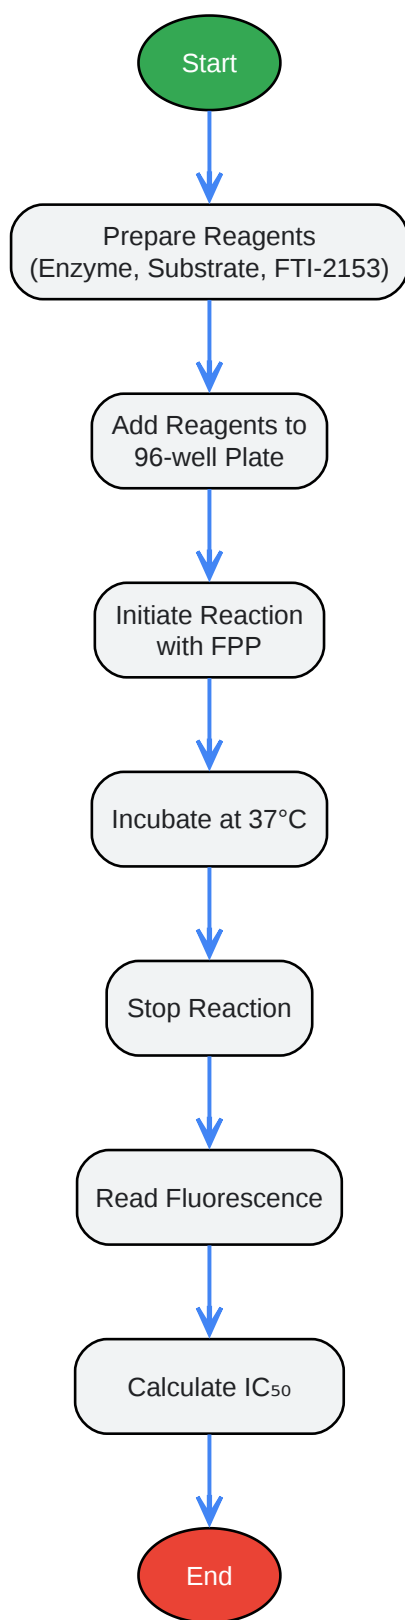 Start
Prepare Reagents
(Enzyme, Substrate, FTI-2153)
Add Reagents to
96-well Plate
Initiate Reaction
with FPP
Incubate at 37°C
Stop Reaction
Read Fluorescence
Calculate IC₅₀
End